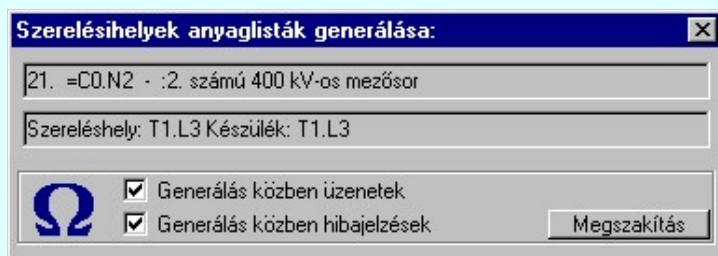 Szerelésihelyek anyaglisták generálása:
21. =C0.N2 - :2. számú 400 kV-os mezősor
Szereléshely: T1.L3 Készülék: T1.L3
Ω
Generálás közben üzenetek
Generálás közben hibajelzések
Megszakítás